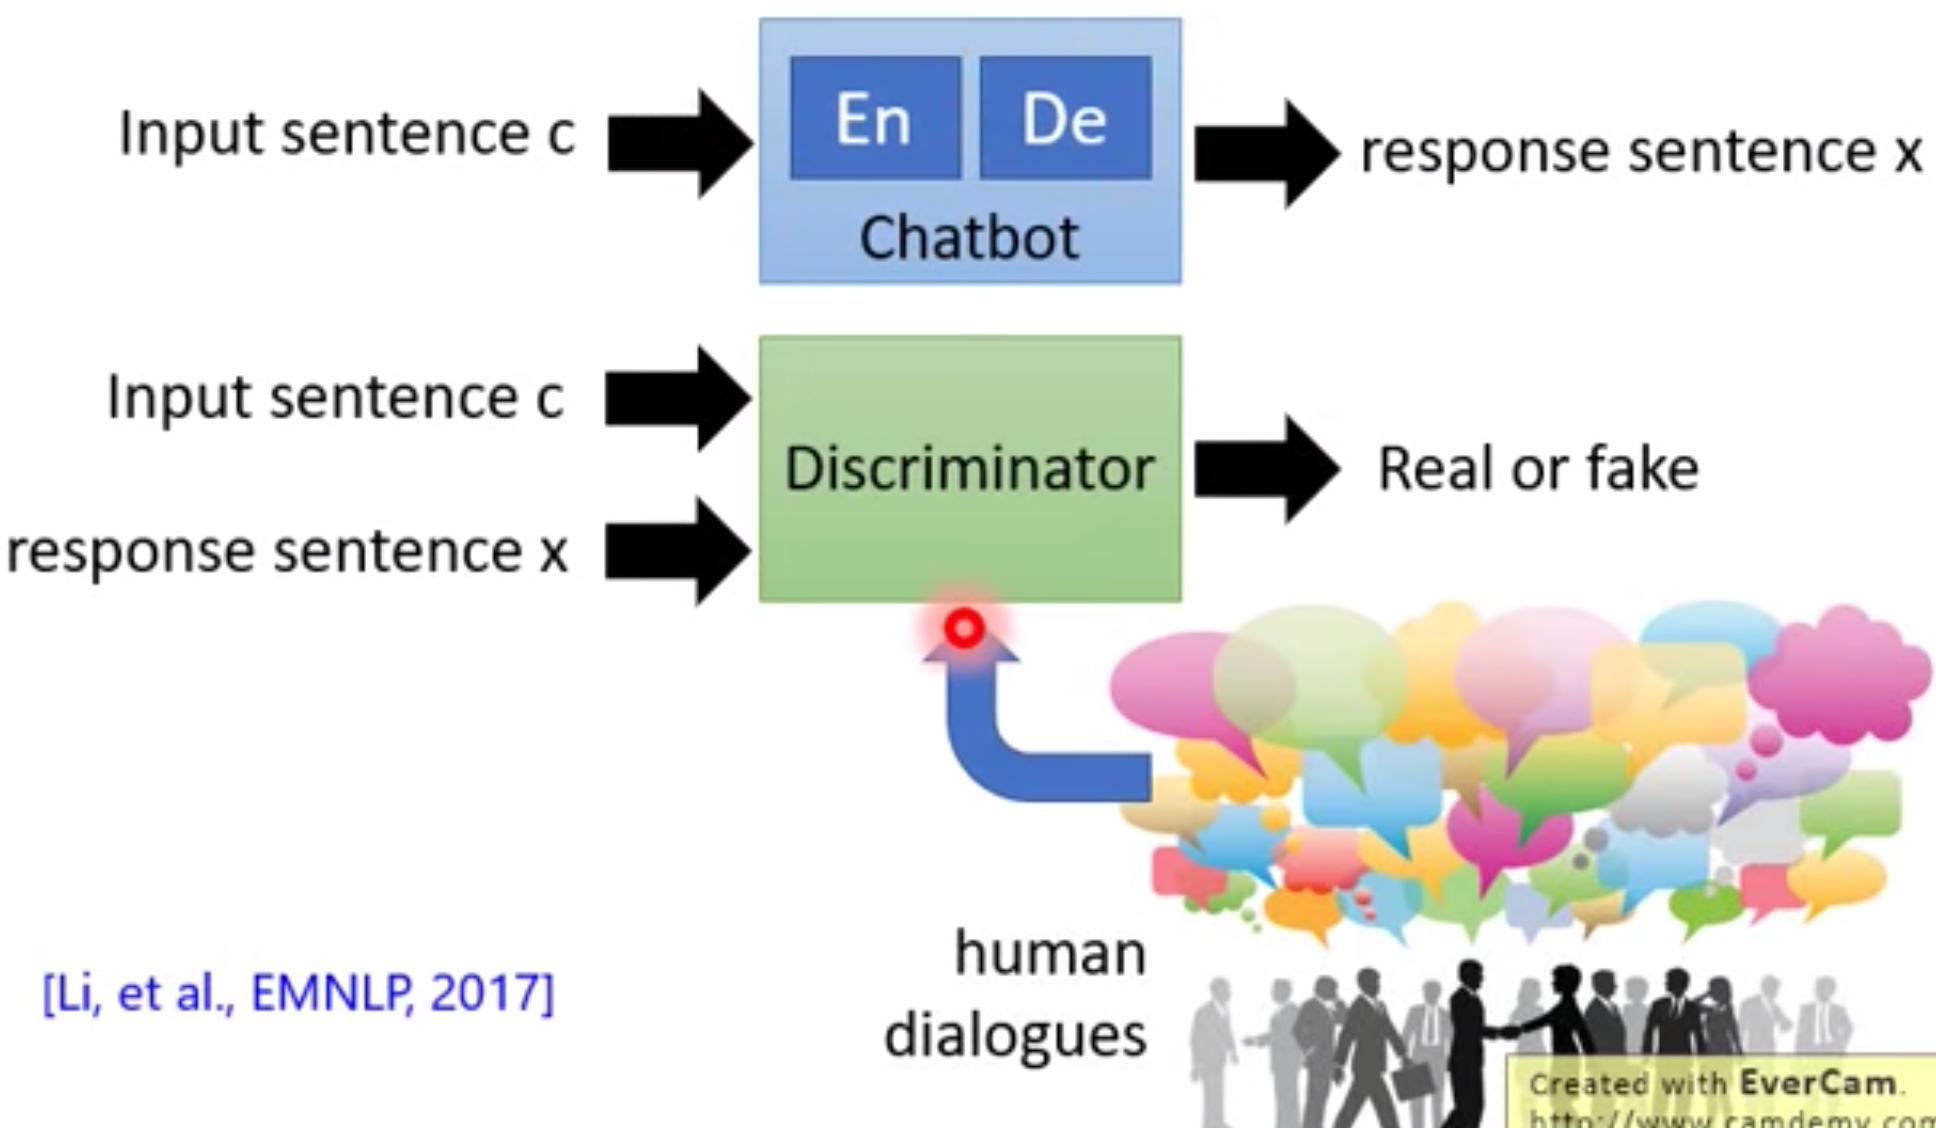 Input sentence c
En
De
Chatbot
response sentence x
Input sentence c
response sentence x
Discriminator
Real or fake
human
dialogues
[Li, et al., EMNLP, 2017]
Created with EverCam.
http://www.camdemy.com